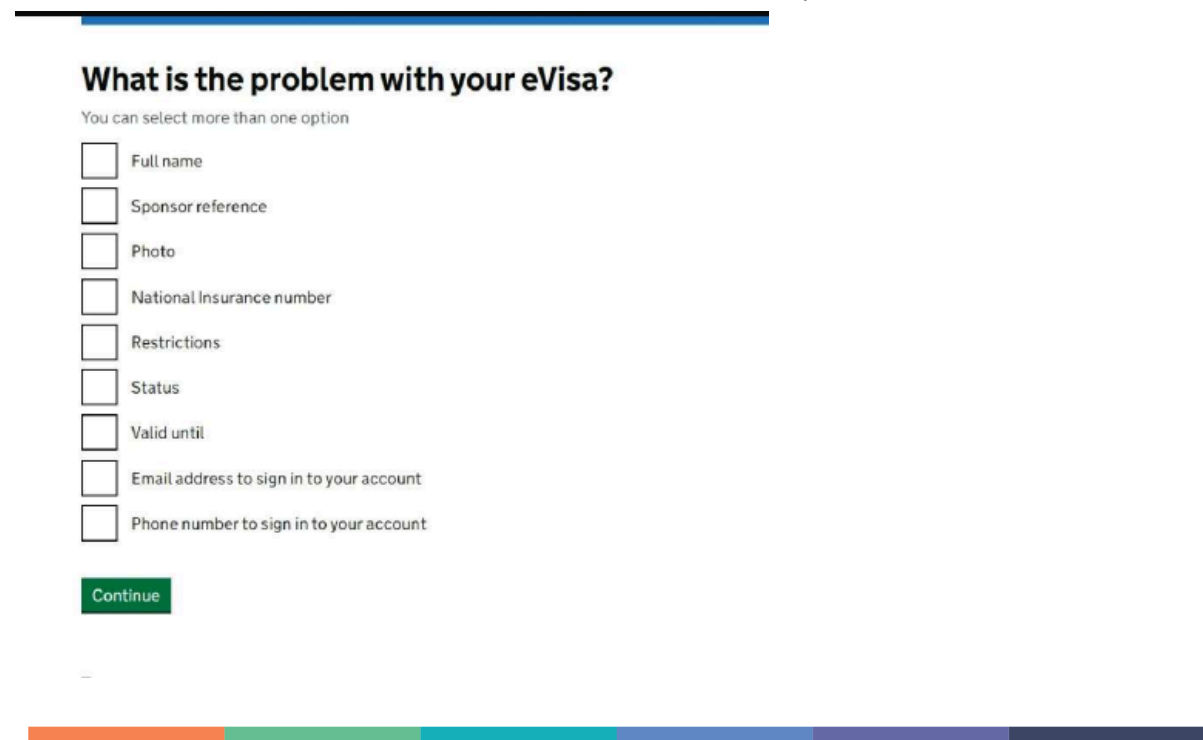 What is the problem with your eVisa?
You can select more than one option
Full name
Sponsor reference
Photo
National Insurance number
Restrictions
Status
Valid until
Email address to sign in to your account
Phone number to sign in to your account
Continue